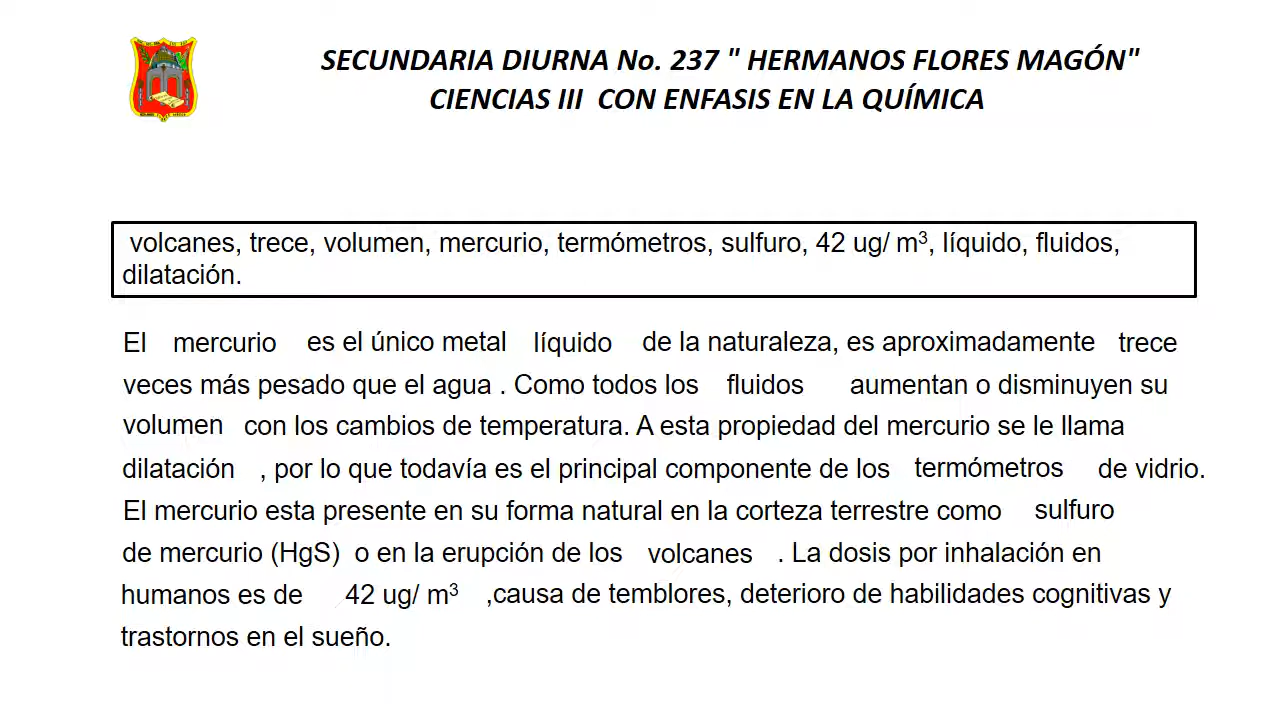 SECUNDARIA DIURNA No. 237 " HERMANOS FLORES MAGÓN"
CIENCIAS III CON ENFASIS EN LA QUÍMICA
volcanes, trece, volumen, mercurio, termómetros, sulfuro, 42 ug/ m³, líquido, fluidos,
dilatación.
El mercurio es el único metal líquido de la naturaleza, es aproximadamente trece
veces más pesado que el agua . Como todos los fluidos aumentan o disminuyen su
volumen con los cambios de temperatura. A esta propiedad del mercurio se le llama
dilatación , por lo que todavía es el principal componente de los termómetros de vidrio.
El mercurio esta presente en su forma natural en la corteza terrestre como sulfuro
de mercurio (HgS) o en la erupción de los volcanes . La dosis por inhalación en
humanos es de 42 ug/ m³ ,causa de temblores, deterioro de habilidades cognitivas y
trastornos en el sueño.